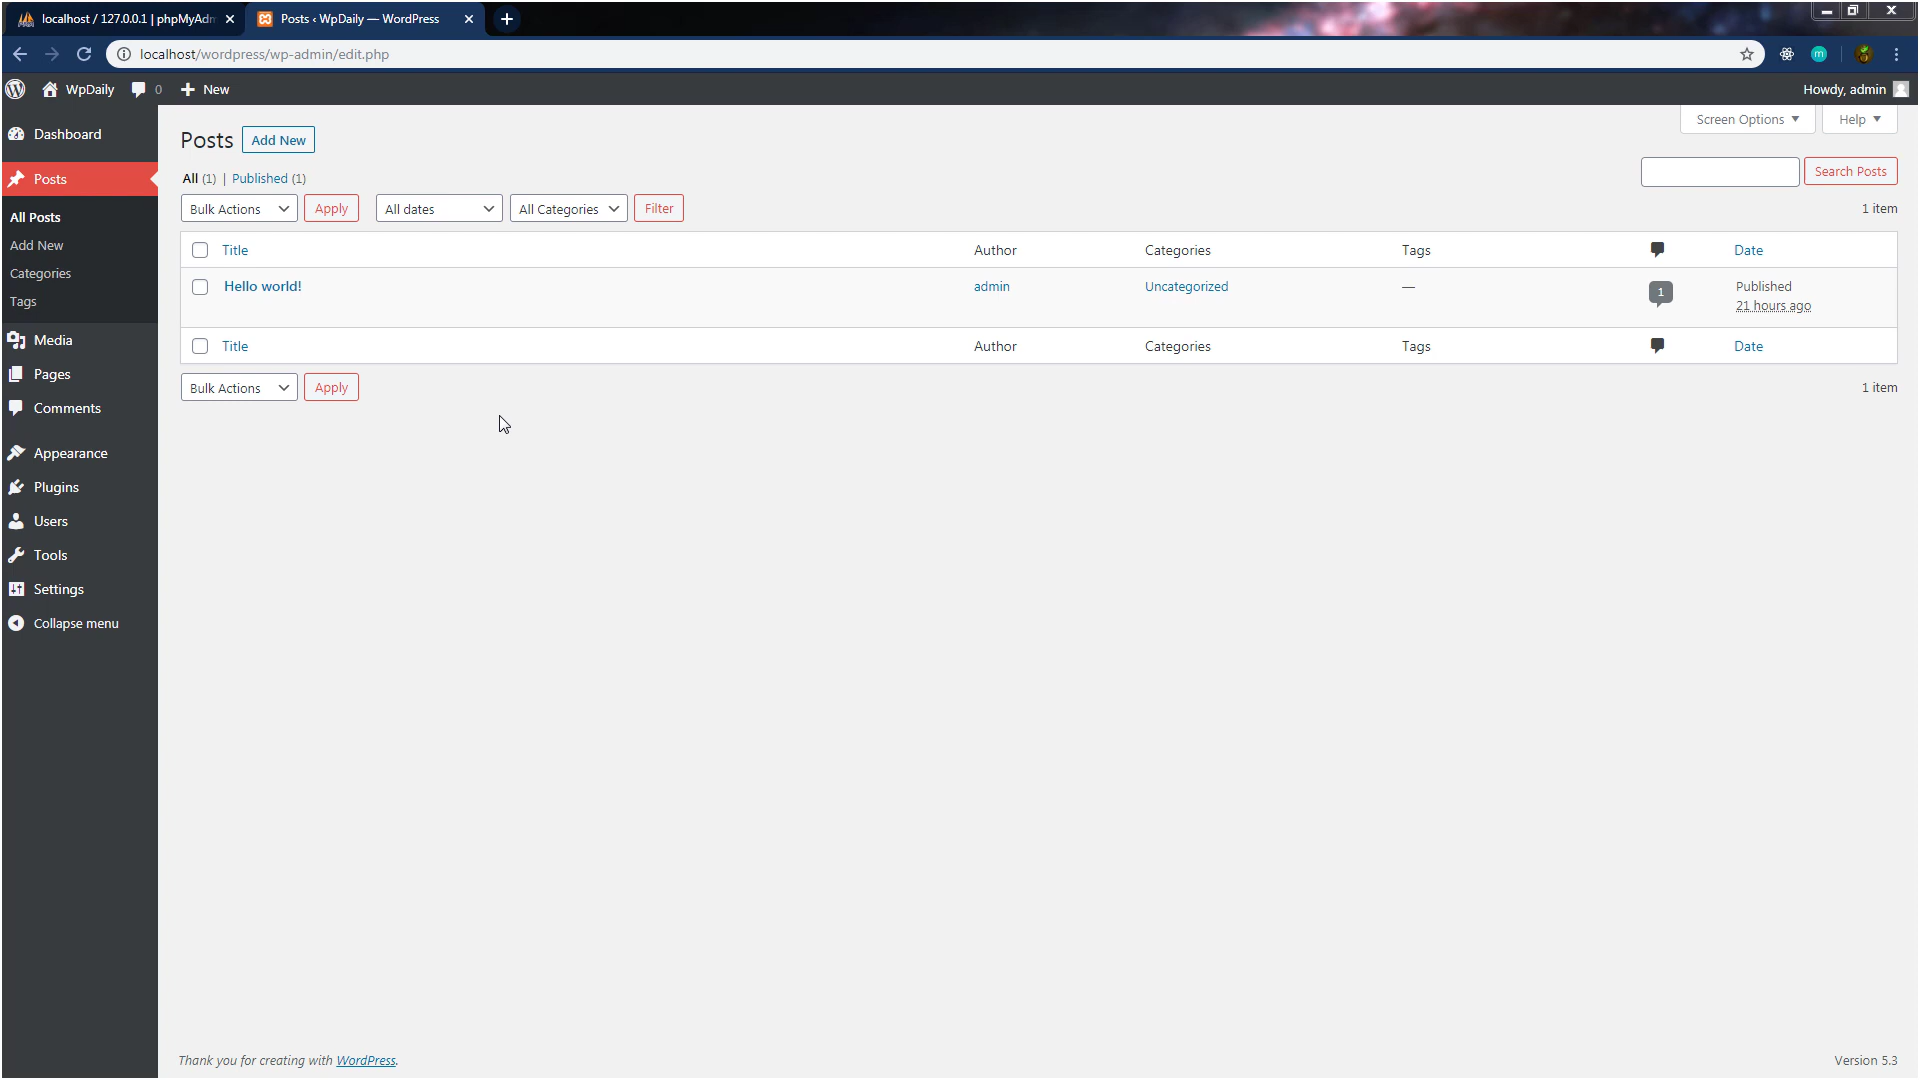 localhost / 127.0.0.1 | phpMyAdm
Posts ‹ WpDaily — WordPress
localhost/wordpress/wp-admin/edit.php
m
WpDaily 0 New Howdy, admin
Screen Options Help
Dashboard
Posts
All Posts
Add New
Categories
Tags
Media
Pages
Comments
Appearance
Plugins
Users
Tools
Settings
Collapse menu
Posts Add New
All (1) | Published (1)
Search Posts
Bulk Actions Apply All dates All Categories Filter 1 item
Title Author Categories Tags Date
Hello world! admin Uncategorized — 1 Published
21 hours ago
Title Author Categories Tags Date
Bulk Actions Apply 1 item
Thank you for creating with WordPress. Version 5.3